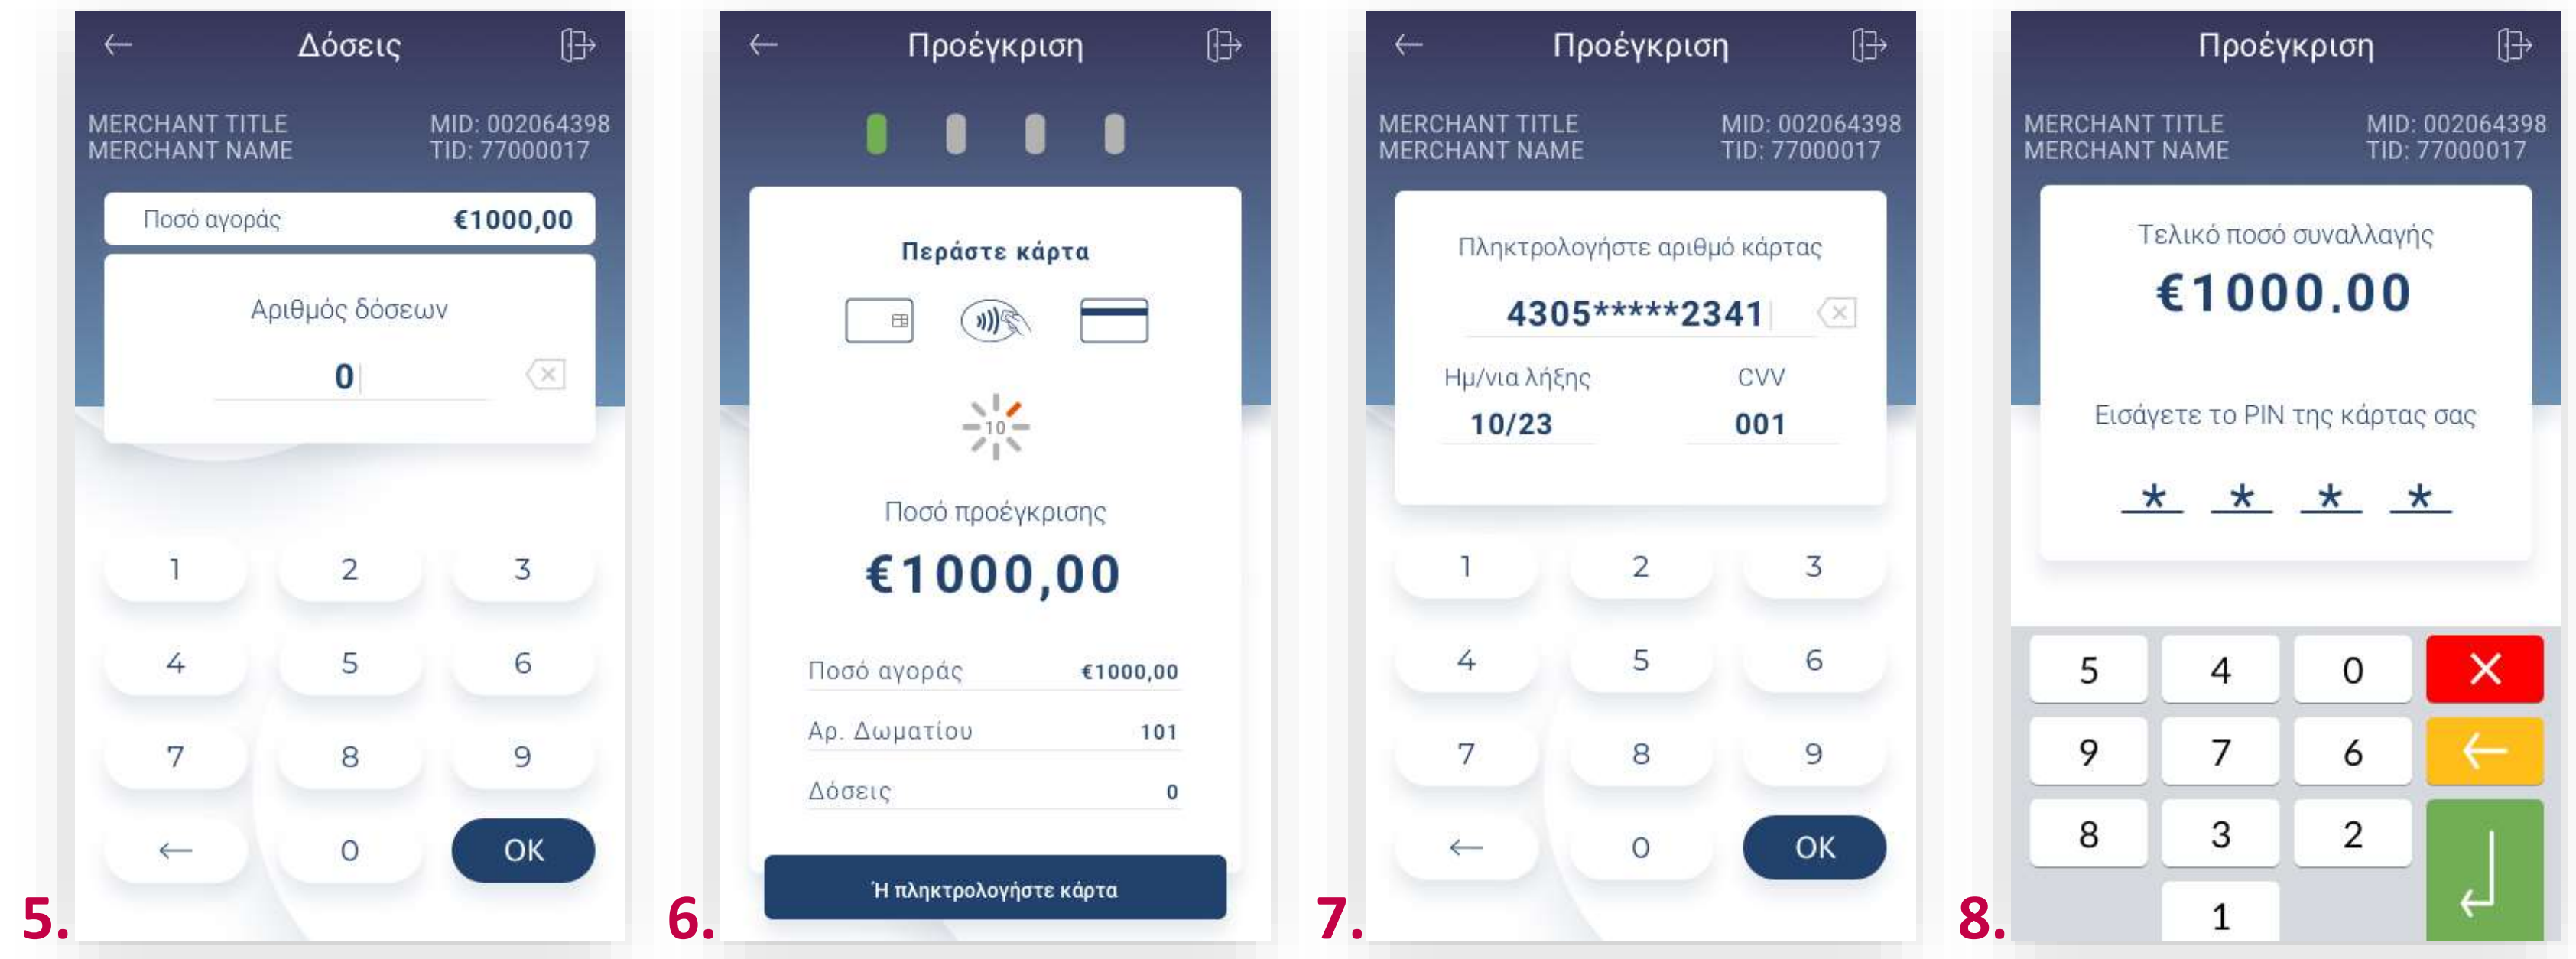 Δόσεις
MERCHANT TITLE MID: 002064398
MERCHANT NAME TID: 77000017
Ποσό αγοράς €1000,00
Αριθμός δόσεων
0
1 2 3
4 5 6
7 8 9
0 OK
5.
Προέγκριση
Περάστε κάρτα
10
Ποσό προέγκρισης
€1000,00
Ποσό αγοράς €1000,00
Αρ. Δωματίου 101
Δόσεις 0
Ή πληκτρολογήστε κάρτα
6.
Προέγκριση
MERCHANT TITLE MID: 002064398
MERCHANT NAME TID: 77000017
Πληκτρολογήστε αριθμό κάρτας
4305*****2341
Ημ/νια λήξης CVV
10/23 001
1 2 3
4 5 6
7 8 9
0 OK
7.
Προέγκριση
MERCHANT TITLE MID: 002064398
MERCHANT NAME TID: 77000017
Τελικό ποσό συναλλαγής
€1000.00
Εισάγετε το PIN της κάρτας σας
* * * *
5 4 0
9 7 6
8 3 2
1
8.